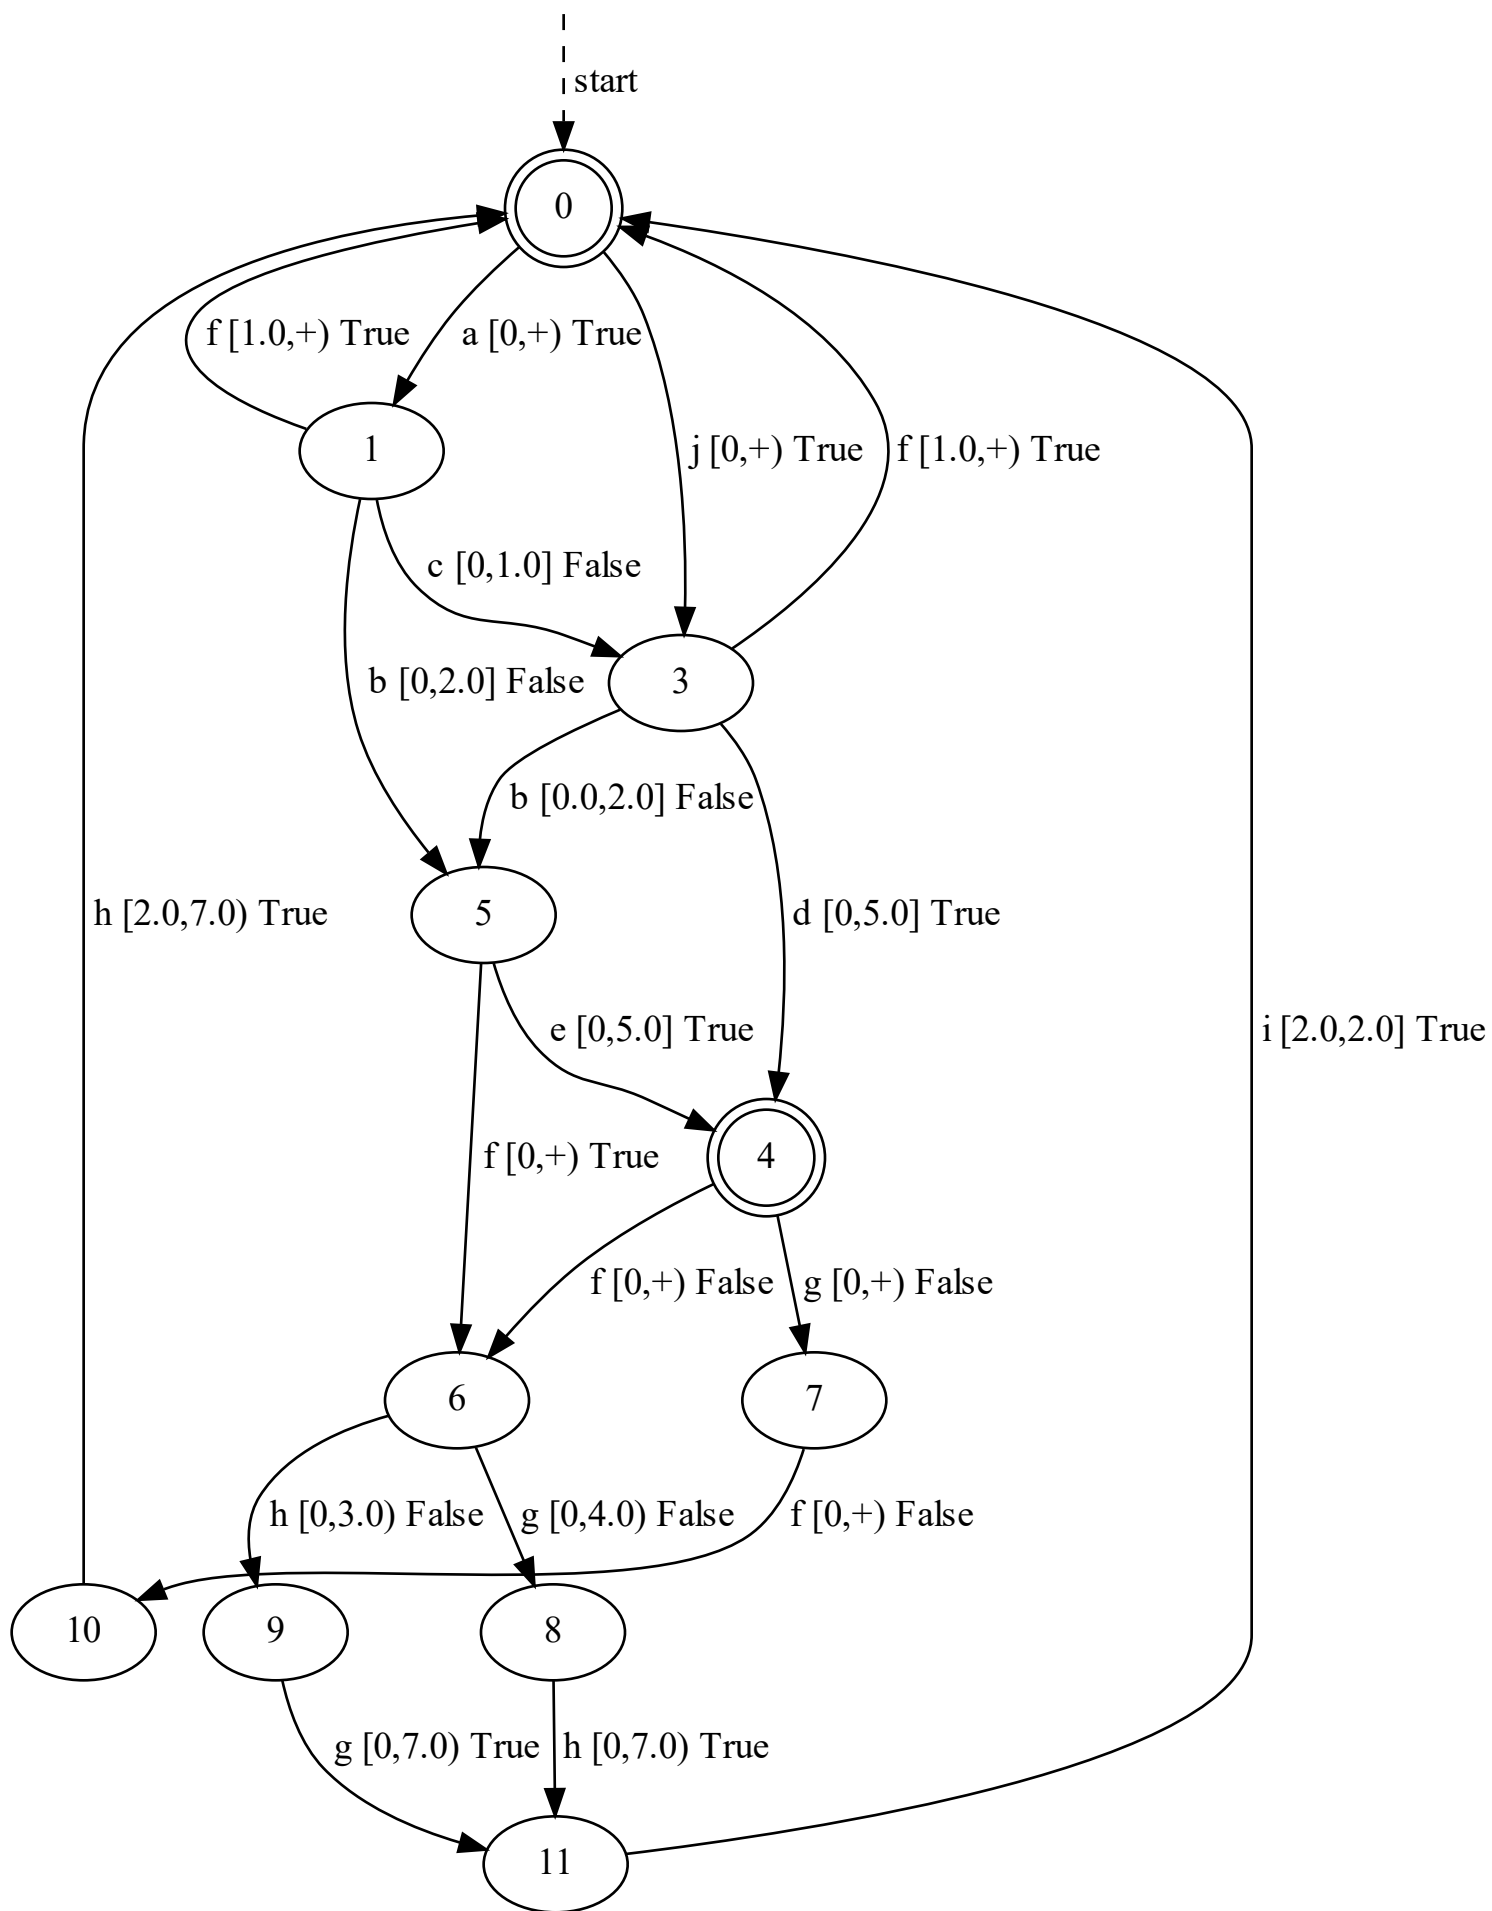 start
0
f [1.0,+) True
a [0,+) True
1
j [0,+) True
f [1.0,+) True
c [0,1.0] False
b [0,2.0] False
3
b [0.0,2.0] False
h [2.0,7.0) True
5
d [0,5.0] True
e [0,5.0] True
i [2.0,2.0] True
f [0,+) True
4
f [0,+) False
g [0,+) False
6
7
h [0,3.0) False
g [0,4.0) False
f [0,+) False
10
9
8
g [0,7.0) True
h [0,7.0) True
11